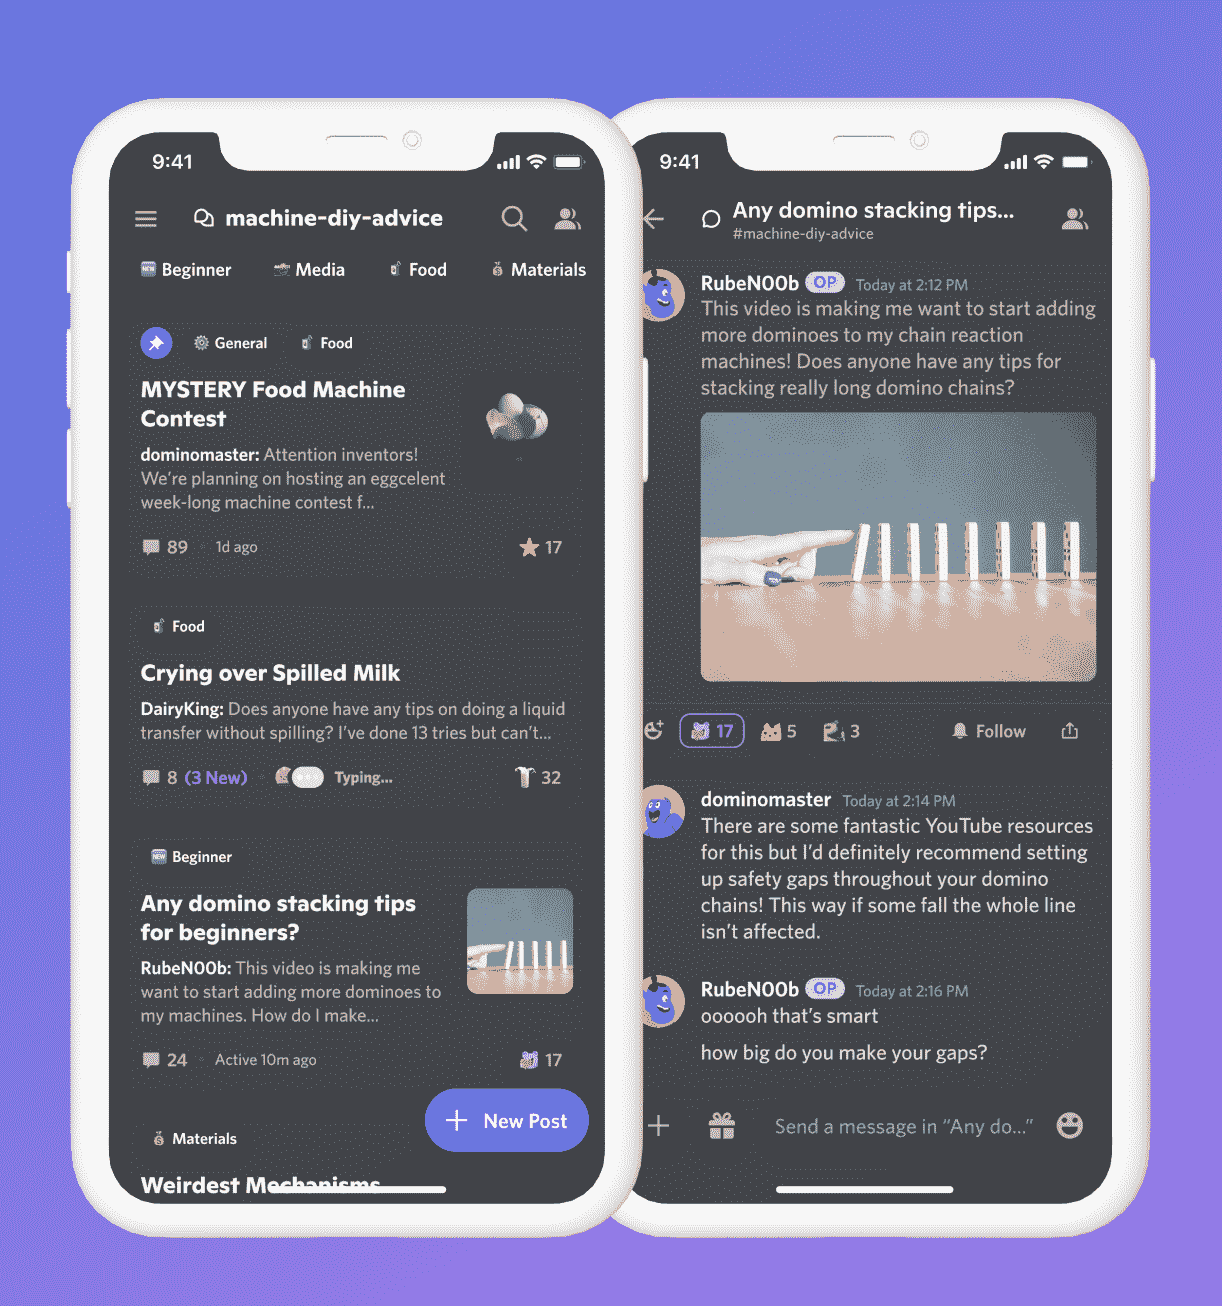 9:41
machine-diy-advice
NEW Beginner Media Food Materials
General Food
MYSTERY Food Machine
Contest
dominomaster: Attention inventors!
We're planning on hosting an eggcelent
week-long machine contest f...
89 1d ago 17
Food
Crying over Spilled Milk
DairyKing: Does anyone have any tips on doing a liquid
transfer without spilling? I've done 13 tries but can't...
8 (3 New) Typing... 32
NEW Beginner
Any domino stacking tips
for beginners?
RubeN00b: This video is making me
want to start adding more dominoes to
my machines. How do I make...
24 Active 10m ago 17
New Post
Materials
Weirdest Mechanisms
9:41
Any domino stacking tips...
#machine-diy-advice
RubeN00b OP Today at 2:12 PM
This video is making me want to start adding
more dominoes to my chain reaction
machines! Does anyone have any tips for
stacking really long domino chains?
17 5 3 Follow
dominomaster Today at 2:14 PM
There are some fantastic YouTube resources
for this but I'd definitely recommend setting
up safety gaps throughout your domino
chains! This way if some fall the whole line
isn't affected.
RubeN00b OP Today at 2:16 PM
oooooh that's smart
how big do you make your gaps?
Send a message in "Any do..."